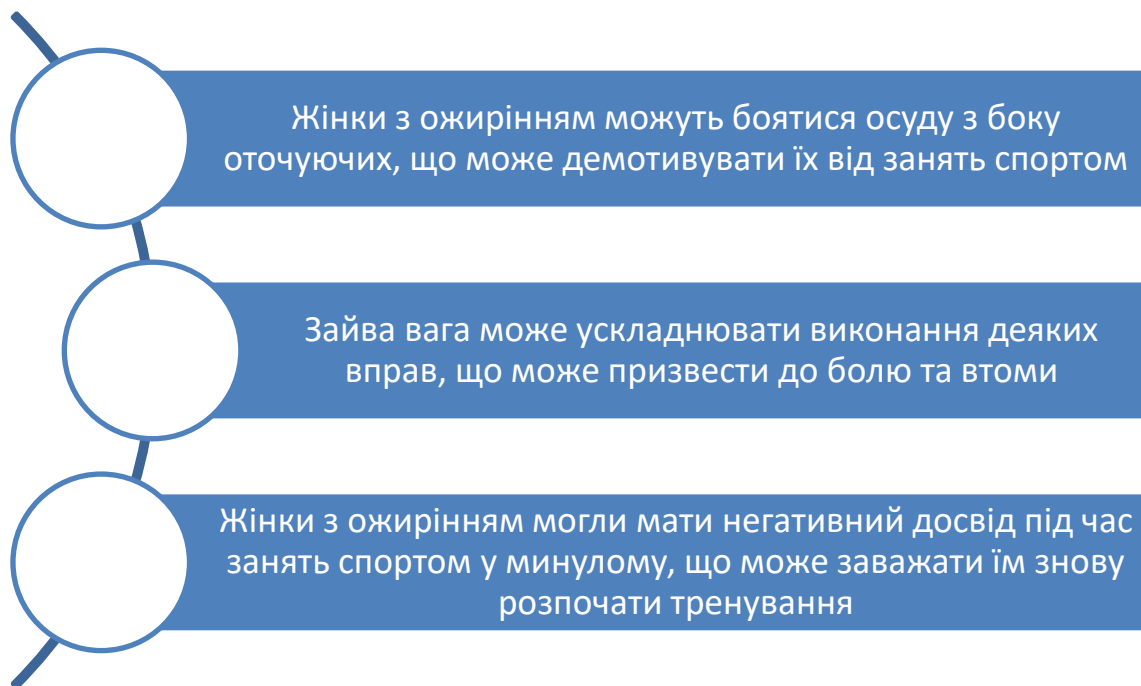 Жінки з ожирінням можуть боятися осуду з боку
оточуючих, що може демотивувати їх від занять спортом
Зайва вага може ускладнювати виконання деяких
вправ, що може призвести до болю та втоми
Жінки з ожирінням могли мати негативний досвід під час
занять спортом у минулому, що може заважати їм знову
розпочати тренування